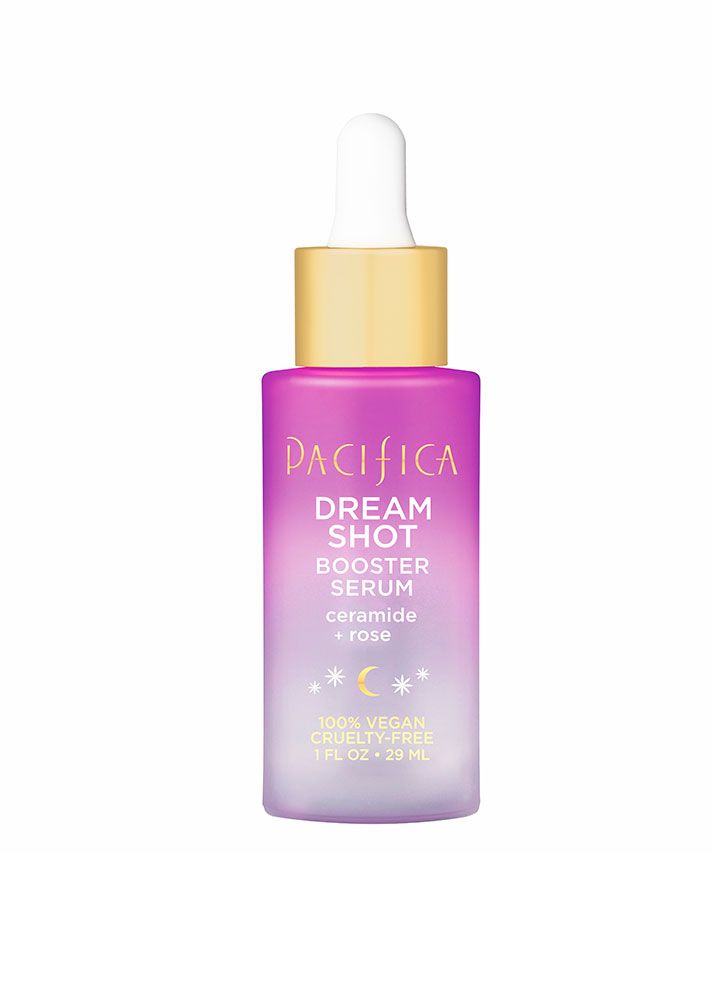 PACIFICA
DREAM
SHOT
BOOSTER
SERUM
ceramide
+ rose
100% VEGAN
CRUELTY-FREE
1 FL OZ • 29 ML